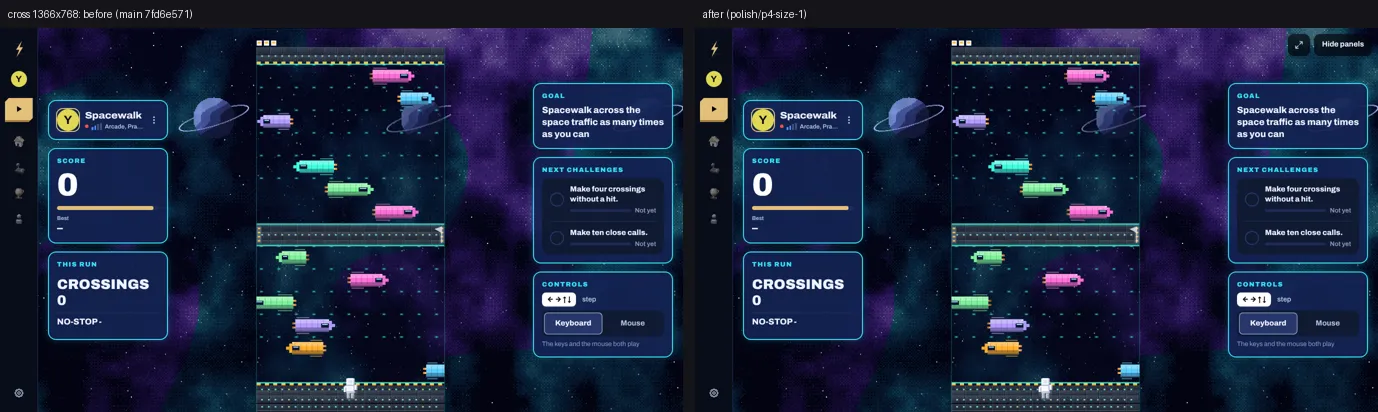 cross 1366x768: before (main 7fd6e571)
Y
Y
Spacewalk
Arcade, Pra...
SCORE
0
Best
–
THIS RUN
CROSSINGS
0
NO-STOP -
GOAL
Spacewalk across the
space traffic as many times
as you can
NEXT CHALLENGES
Make four crossings
without a hit.
Not yet
Make ten close calls.
Not yet
CONTROLS
←→↑↓ step
Keyboard Mouse
The keys and the mouse both play
after (polish/p4-size-1)
Hide panels
Y
Y
Spacewalk
Arcade, Pra...
SCORE
0
Best
–
THIS RUN
CROSSINGS
0
NO-STOP -
GOAL
Spacewalk across the
space traffic as many times
as you can
NEXT CHALLENGES
Make four crossings
without a hit.
Not yet
Make ten close calls.
Not yet
CONTROLS
←→↑↓ step
Keyboard Mouse
The keys and the mouse both play